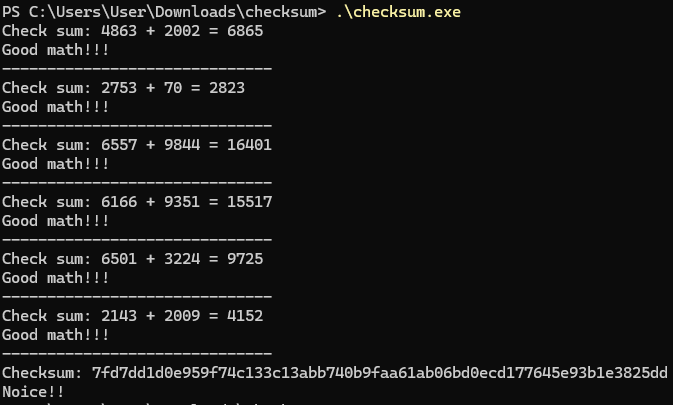 PS C:\Users\User\Downloads\checksum> .\checksum.exe
Check sum: 4863 + 2002 = 6865
Good math!!!
------------------------------
Check sum: 2753 + 70 = 2823
Good math!!!
------------------------------
Check sum: 6557 + 9844 = 16401
Good math!!!
------------------------------
Check sum: 6166 + 9351 = 15517
Good math!!!
------------------------------
Check sum: 6501 + 3224 = 9725
Good math!!!
------------------------------
Check sum: 2143 + 2009 = 4152
Good math!!!
------------------------------
Checksum: 7fd7dd1d0e959f74c133c13abb740b9faa61ab06bd0ecd177645e93b1e3825dd
Noice!!